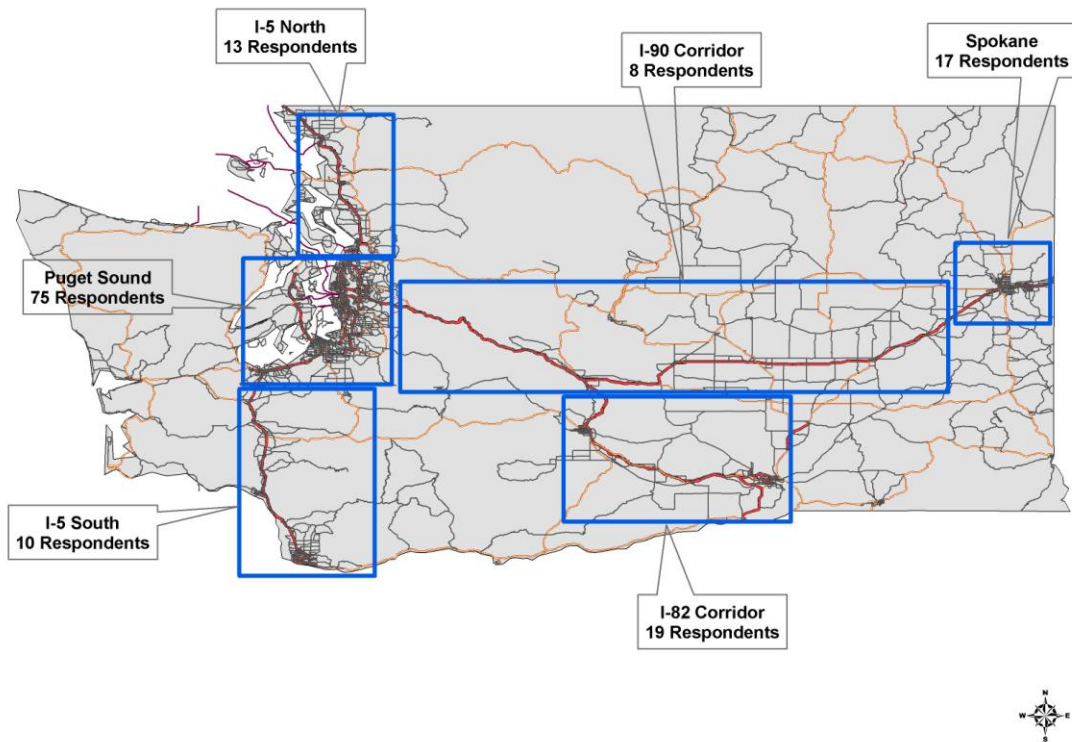 I-5 North
13 Respondents
I-90 Corridor
8 Respondents
Spokane
17 Respondents
Puget Sound
75 Respondents
I-5 South
10 Respondents
I-82 Corridor
19 Respondents
N
W
E
S